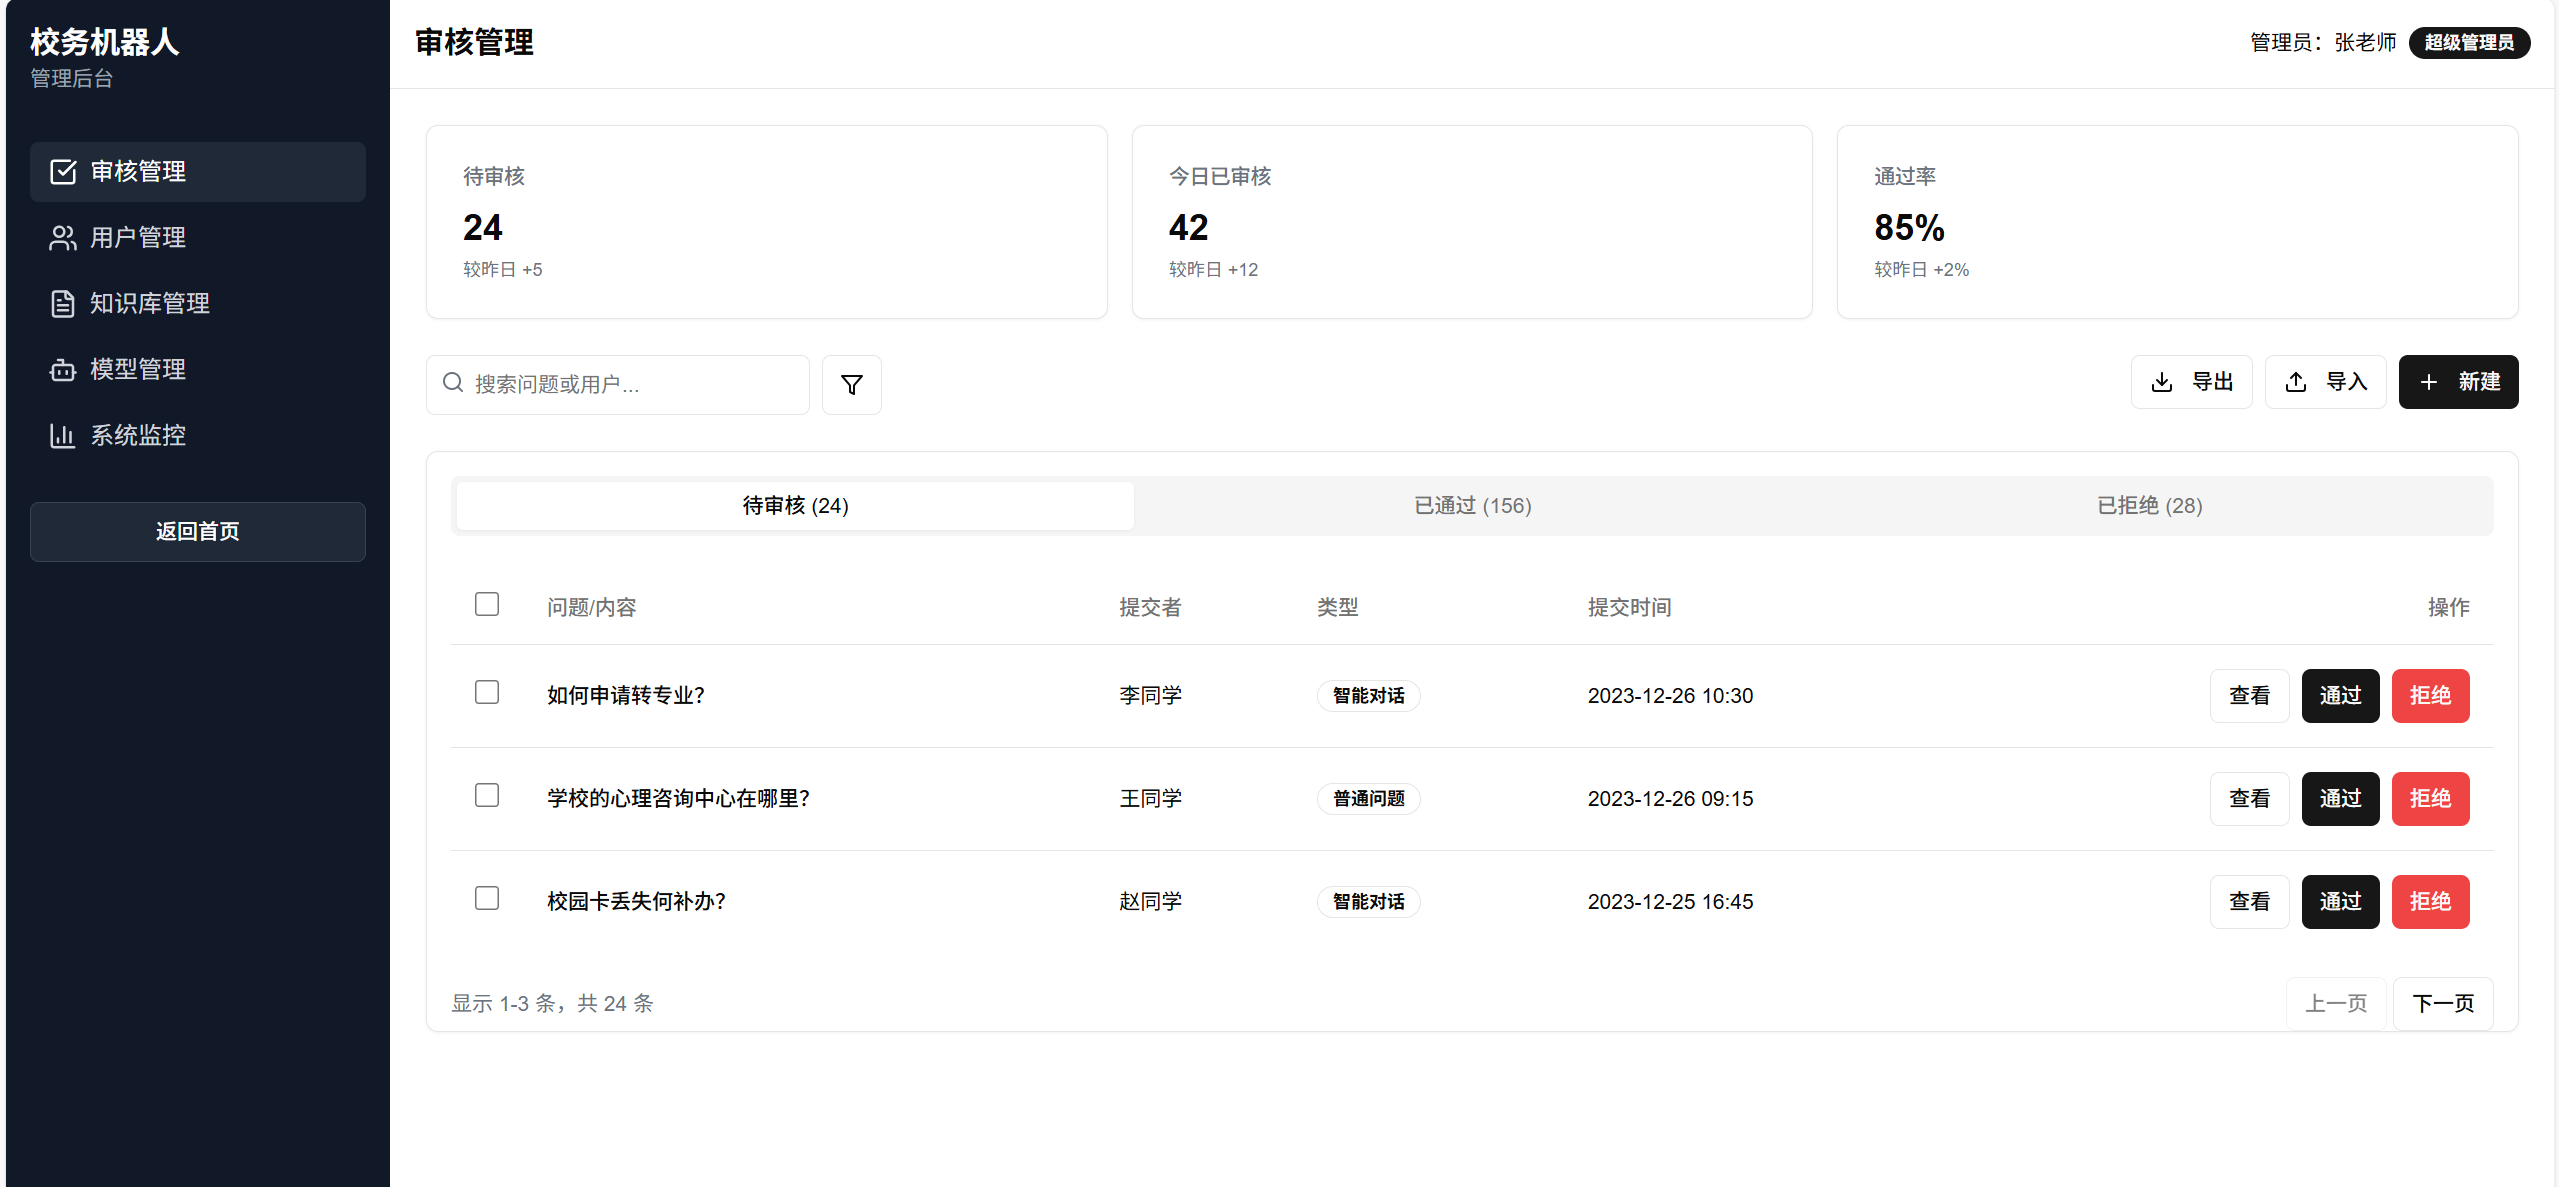 校务机器人
管理后台
审核管理
用户管理
知识库管理
模型管理
系统监控
返回首页
审核管理
管理员：张老师 超级管理员
待审核
24
较昨日 +5
今日已审核
42
较昨日 +12
通过率
85%
较昨日 +2%
搜索问题或用户...
导出 导入 新建
待审核 (24) 已通过 (156) 已拒绝 (28)
问题/内容 提交者 类型 提交时间 操作
如何申请转专业？ 李同学 智能对话 2023-12-26 10:30 查看 通过 拒绝
学校的心理咨询中心在哪里？ 王同学 普通问题 2023-12-26 09:15 查看 通过 拒绝
校园卡丢失何补办？ 赵同学 智能对话 2023-12-25 16:45 查看 通过 拒绝
显示 1-3 条，共 24 条 上一页 下一页